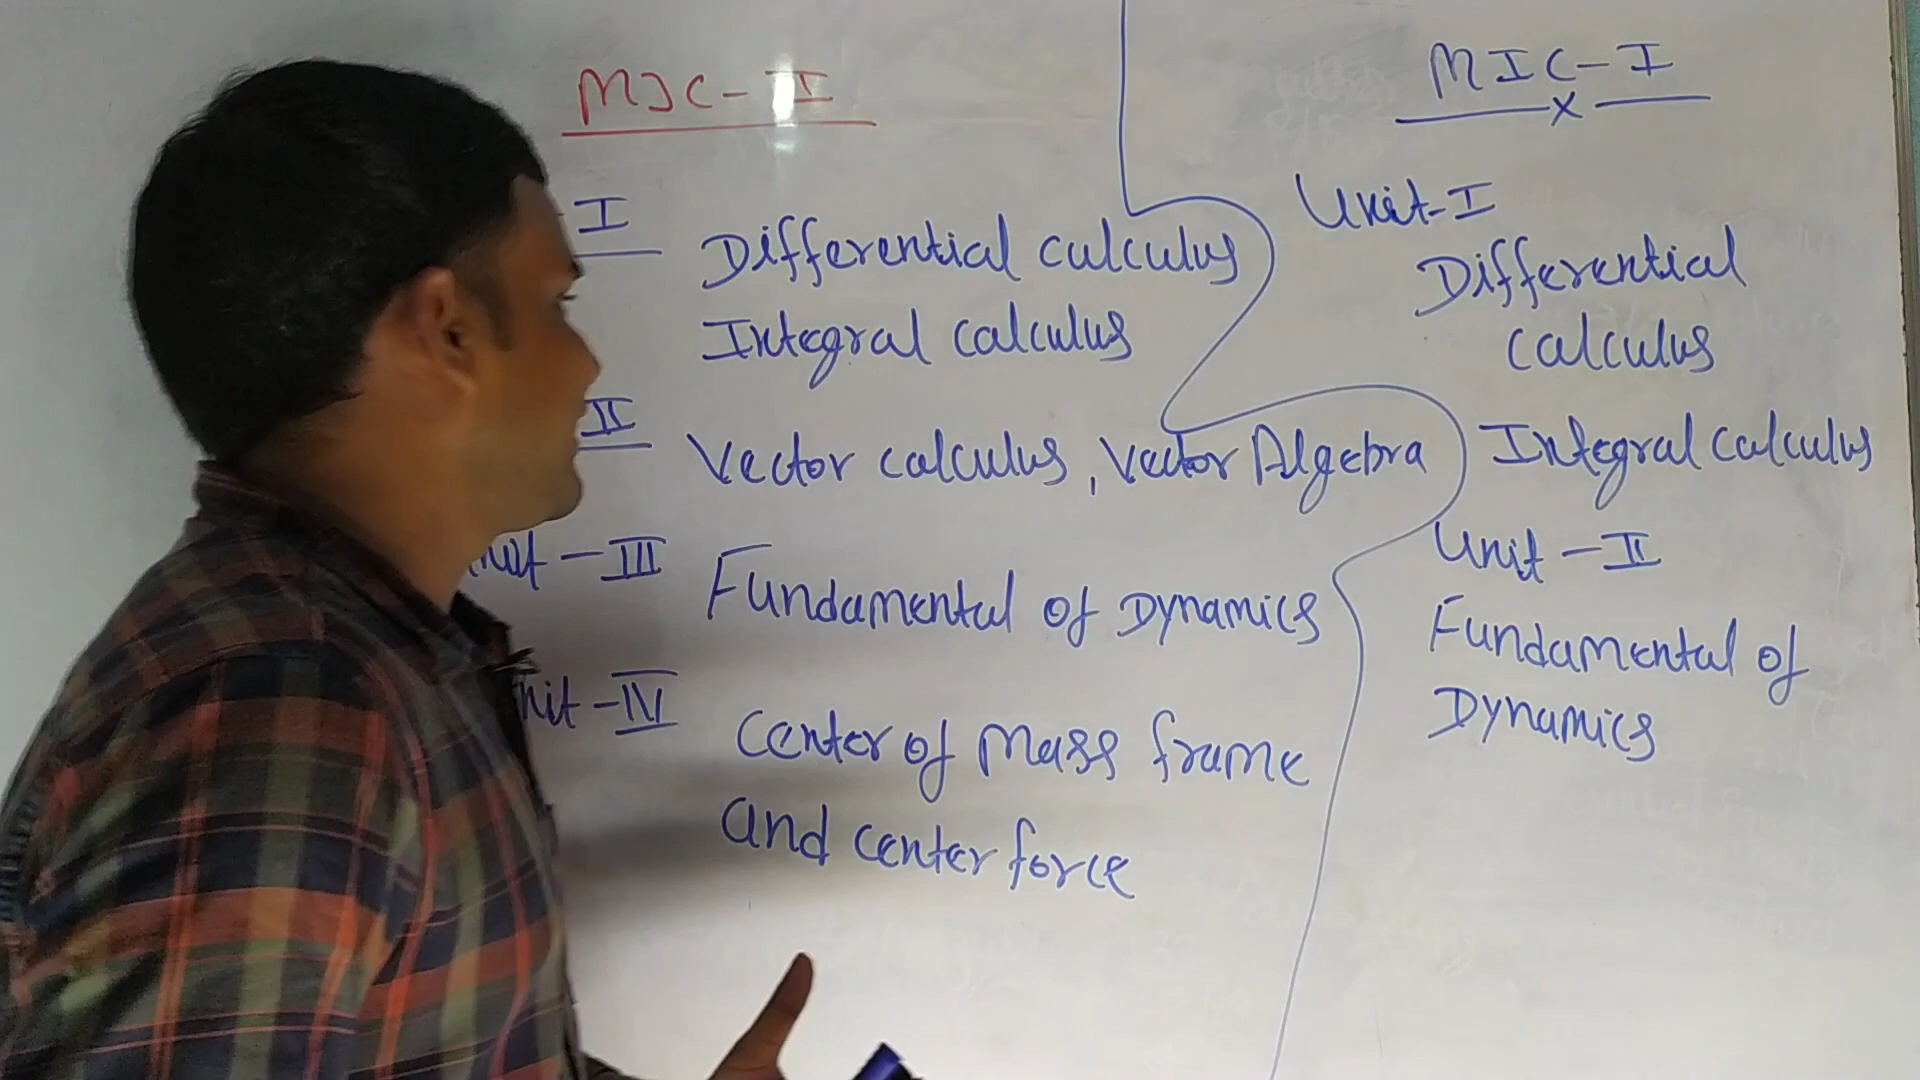 MJC-II
-I
Differential calculus
Integral calculus
II
Vector calculus, Vector Algebra
unit-III
Fundamental of Dynamics
nit-IV
Center of Mass frame
and center force
MIC-I
x
Unit-I
Differential
calculus
Integral calculus
Unit-II
Fundamental of
Dynamics